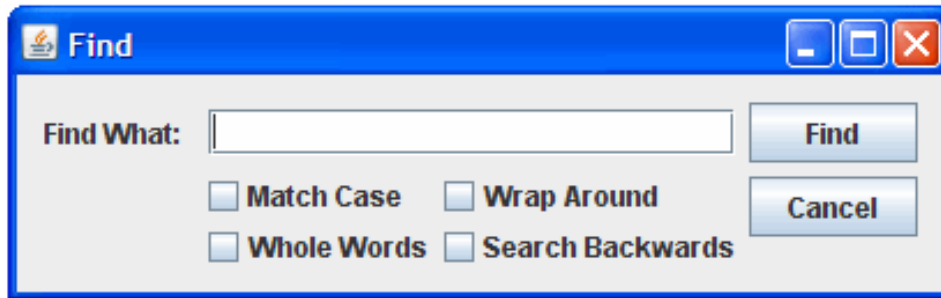 Find
Find What: Find
Match Case Wrap Around Cancel
Whole Words Search Backwards